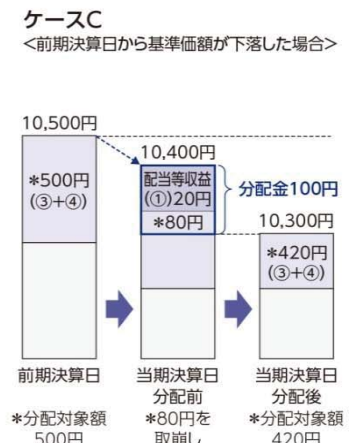 ケースC
<前期決算日から基準価額が下落した場合>
10,500円
*500円
(③+④)
10,400円
配当等収益
(①)20円
*80円
分配金100円
10,300円
*420円
(③+④)
前期決算日
*分配対象額
500円
当期決算日
分配前
*80円を
取崩し
当期決算日
分配後
*分配対象額
420円